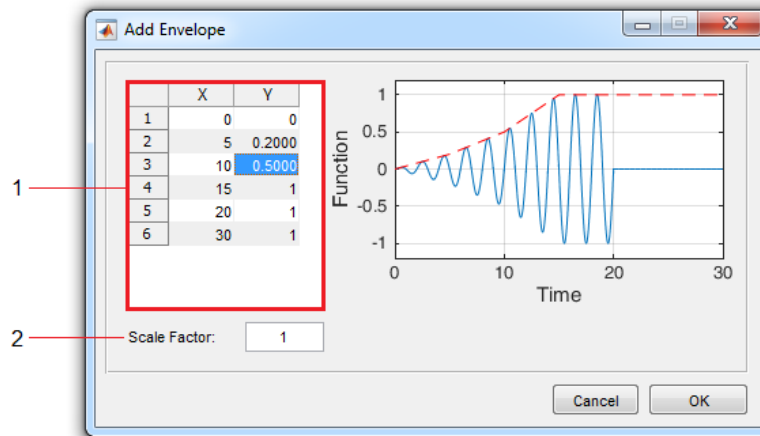 Add Envelope
X Y
1 0 0
2 5 0.2000
3 10 0.5000
4 15 1
5 20 1
6 30 1
1
Function
1
0.5
0
-0.5
-1
0 10 20 30
Time
2
Scale Factor: 1
Cancel OK